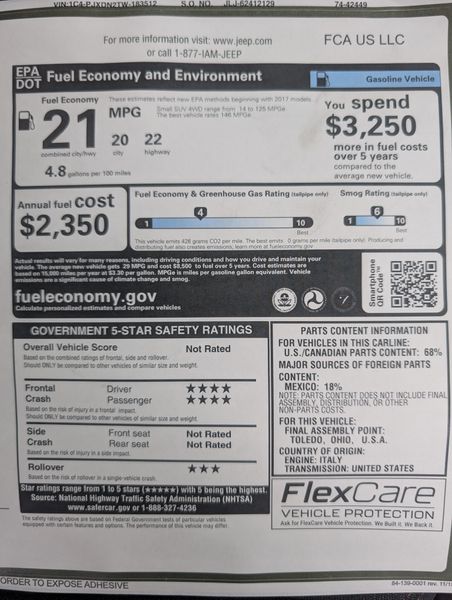 VIN:1C4-PJXDN2TW-183512 S.O. NO. JLJ-62412129 74-42449
For more information visit: www.jeep.com
or call 1-877-IAM-JEEP
FCA US LLC
EPA
DOT Fuel Economy and Environment
Gasoline Vehicle
Fuel Economy
These estimates reflect new EPA methods beginning with 2017 models.
21 MPG
Small SUV 4WD range from 14 to 125 MPGe
The best vehicle rates 146 MPGe.
20 22
combined city/hwy city highway
4.8 gallons per 100 miles
You spend
$3,250
more in fuel costs
over 5 years
compared to the
average new vehicle.
Annual fuel cost
$2,350
Fuel Economy & Greenhouse Gas Rating (tailpipe only)
4
1 10
Best
Smog Rating (tailpipe only)
6
1 10
Best
This vehicle emits 426 grams CO2 per mile. The best emits 0 grams per mile (tailpipe only). Producing and
distributing fuel also creates emissions; learn more at fueleconomy.gov
Actual results will vary for many reasons, including driving conditions and how you drive and maintain your
vehicle. The average new vehicle gets 29 MPG and cost $8,500 to fuel over 5 years. Cost estimates are
based on 15,000 miles per year at $3.30 per gallon. MPGe is miles per gasoline gallon equivalent. Vehicle
emissions are a significant cause of climate change and smog.
fueleconomy.gov
Calculate personalized estimates and compare vehicles
Smartphone
QR Code™
GOVERNMENT 5-STAR SAFETY RATINGS
Overall Vehicle Score Not Rated
Based on the combined ratings of frontal, side and rollover.
Should ONLY be compared to other vehicles of similar size and weight.
Frontal Driver ★★★★
Crash Passenger ★★★★
Based on the risk of injury in a frontal impact.
Should ONLY be compared to other vehicles of similar size and weight.
Side Front seat Not Rated
Crash Rear seat Not Rated
Based on the risk of injury in a side impact.
Rollover ★★★
Based on the risk of rollover in a single-vehicle crash.
Star ratings range from 1 to 5 stars (★★★★★) with 5 being the highest.
Source: National Highway Traffic Safety Administration (NHTSA)
www.safercar.gov or 1-888-327-4236
The safety ratings above are based on Federal Government tests of particular vehicles
equipped with certain features and options. The performance of this vehicle may differ.
PARTS CONTENT INFORMATION
FOR VEHICLES IN THIS CARLINE:
U.S./CANADIAN PARTS CONTENT: 68%
MAJOR SOURCES OF FOREIGN PARTS
CONTENT:
MEXICO: 18%
NOTE: PARTS CONTENT DOES NOT INCLUDE FINAL
ASSEMBLY, DISTRIBUTION, OR OTHER
NON-PARTS COSTS.
FOR THIS VEHICLE:
FINAL ASSEMBLY POINT:
TOLEDO, OHIO, U.S.A.
COUNTRY OF ORIGIN:
ENGINE: ITALY
TRANSMISSION: UNITED STATES
FlexCare
VEHICLE PROTECTION
Ask for FlexCare Vehicle Protection. We Built It. We Back It.
ORDER TO EXPOSE ADHESIVE
84-139-0001 rev.